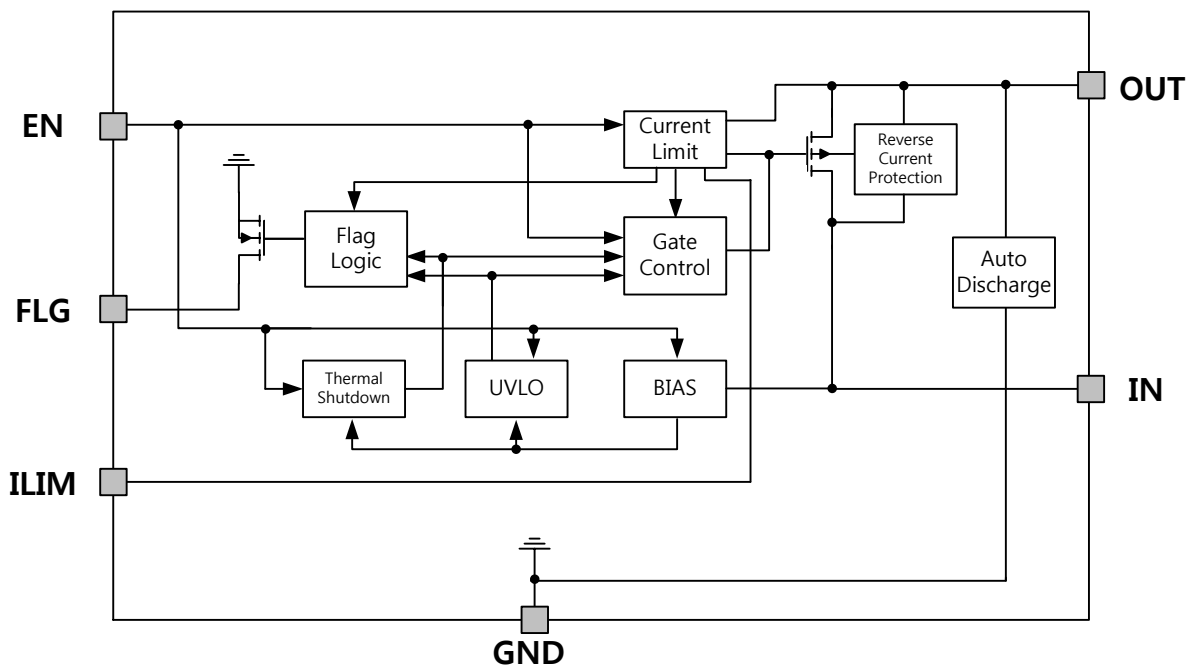 OUT
EN
Current
Limit
Reverse
Current
Protection
Flag
Logic
Gate
Control
Auto
Discharge
FLG
Thermal
Shutdown
UVLO
BIAS
IN
ILIM
GND